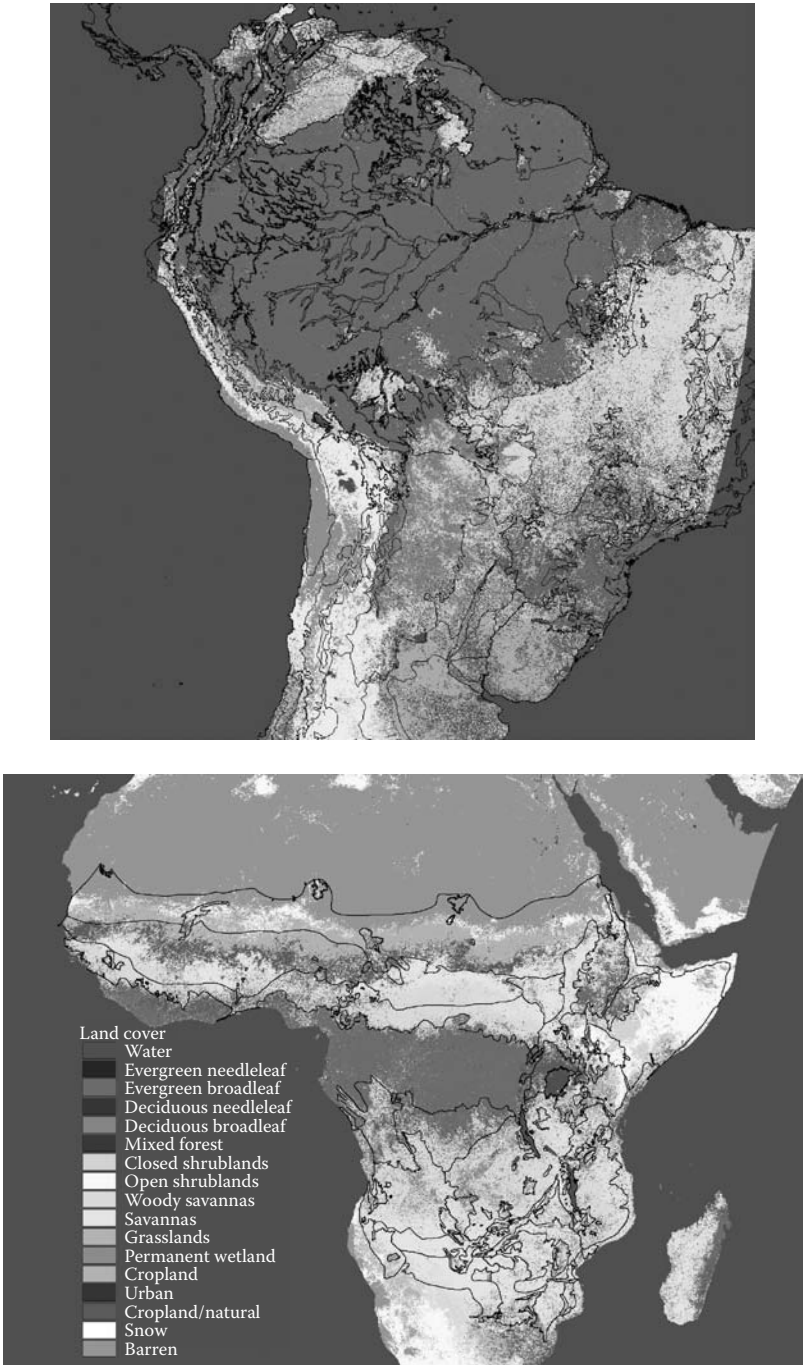 Land cover
Water
Evergreen needleleaf
Evergreen broadleaf
Deciduous needleleaf
Deciduous broadleaf
Mixed forest
Closed shrublands
Open shrublands
Woody savannas
Savannas
Grasslands
Permanent wetland
Cropland
Urban
Cropland/natural
Snow
Barren